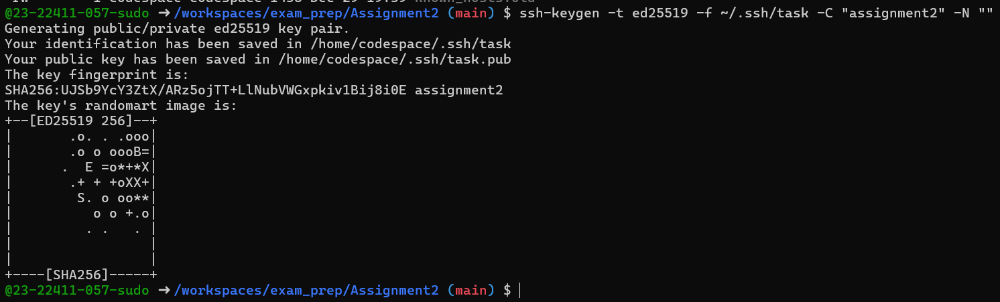 @23-22411-057-sudo ➜ /workspaces/exam_prep/Assignment2 (main) $ ssh-keygen -t ed25519 -f ~/.ssh/task -C "assignment2" -N ""
Generating public/private ed25519 key pair.
Your identification has been saved in /home/codespace/.ssh/task
Your public key has been saved in /home/codespace/.ssh/task.pub
The key fingerprint is:
SHA256:UJSb9YcY3ZtX/ARz5ojTT+LlNubVWGxpkiv1Bij8i0E assignment2
The key's randomart image is:
+--[ED25519 256]--+
|       .o. . .ooo|
|       .o o oooB=|
|      .  E =o*+*X|
|       .+ + +oXX+|
|        S. o oo**|
|          o o +.o|
|         . .   . |
|                 |
|                 |
+----[SHA256]-----+
@23-22411-057-sudo ➜ /workspaces/exam_prep/Assignment2 (main) $